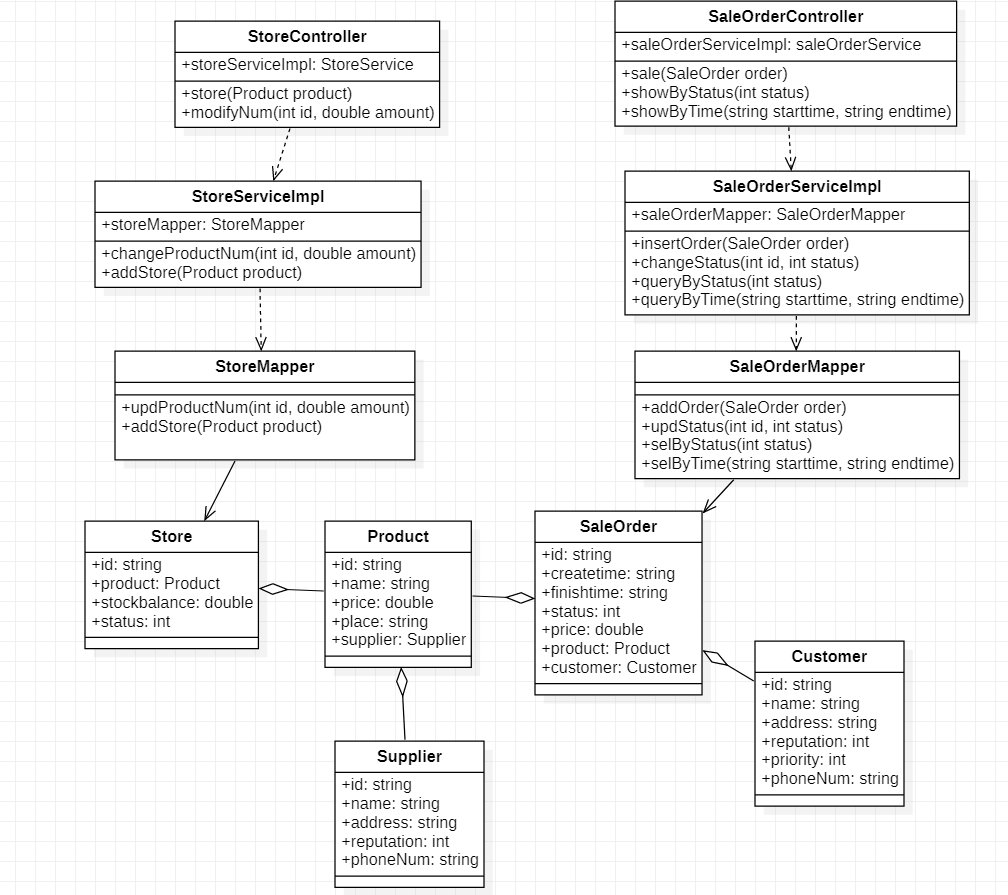 StoreController
+storeServiceImpl: StoreService
+store(Product product)
+modifyNum(int id, double amount)
SaleOrderController
+saleOrderServiceImpl: saleOrderService
+sale(SaleOrder order)
+showByStatus(int status)
+showByTime(string starttime, string endtime)
StoreServiceImpl
+storeMapper: StoreMapper
+changeProductNum(int id, double amount)
+addStore(Product product)
SaleOrderServiceImpl
+saleOrderMapper: SaleOrderMapper
+insertOrder(SaleOrder order)
+changeStatus(int id, int status)
+queryByStatus(int status)
+queryByTime(string starttime, string endtime)
StoreMapper
+updProductNum(int id, double amount)
+addStore(Product product)
SaleOrderMapper
+addOrder(SaleOrder order)
+updStatus(int id, int status)
+selByStatus(int status)
+selByTime(string starttime, string endtime)
Store
+id: string
+product: Product
+stockbalance: double
+status: int
Product
+id: string
+name: string
+price: double
+place: string
+supplier: Supplier
SaleOrder
+id: string
+createtime: string
+finishtime: string
+status: int
+price: double
+product: Product
+customer: Customer
Customer
+id: string
+name: string
+address: string
+reputation: int
+priority: int
+phoneNum: string
Supplier
+id: string
+name: string
+address: string
+reputation: int
+phoneNum: string